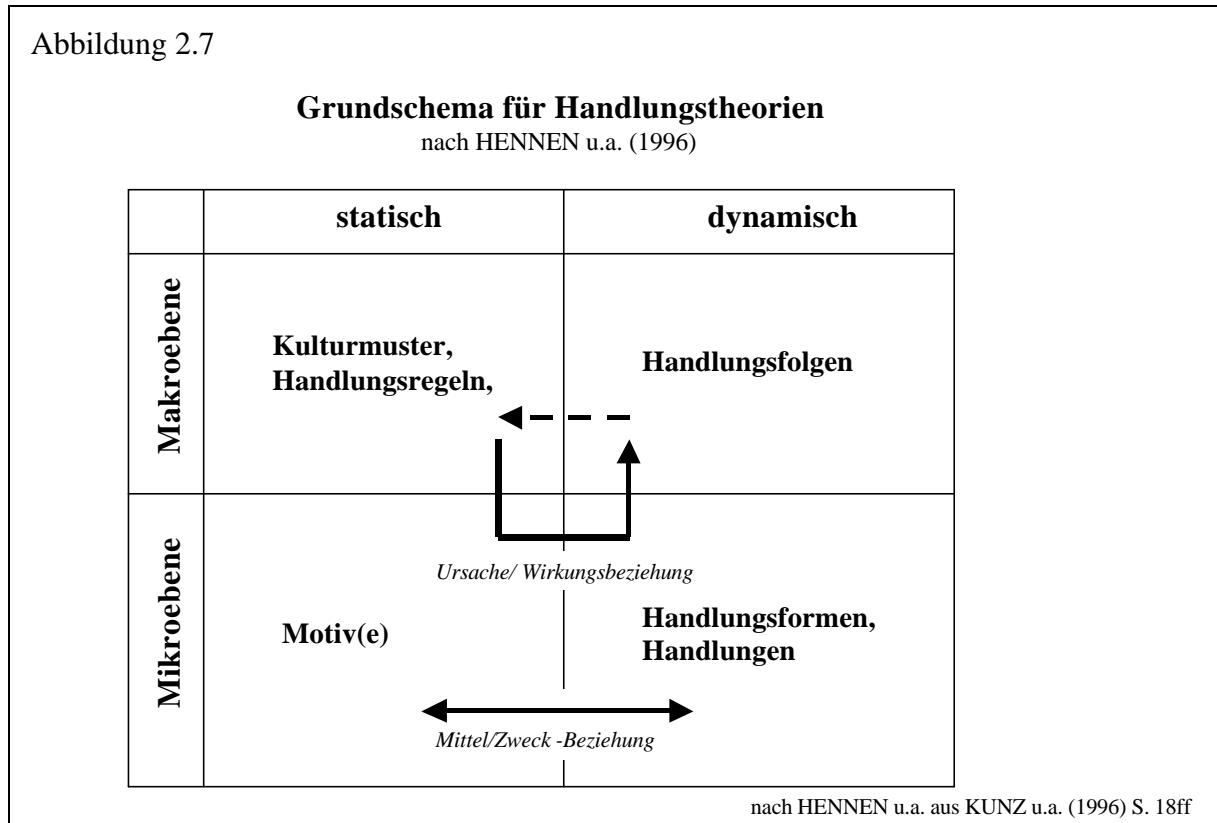 Abbildung 2.7
Grundschema für Handlungstheorien
nach HENNEN u.a. (1996)
statisch
dynamisch
Makroebene
Kulturmuster,
Handlungsregeln,
Handlungsfolgen
Ursache/ Wirkungsbeziehung
Mikroebene
Motiv(e)
Handlungsformen,
Handlungen
Mittel/Zweck -Beziehung
nach HENNEN u.a. aus KUNZ u.a. (1996) S. 18ff